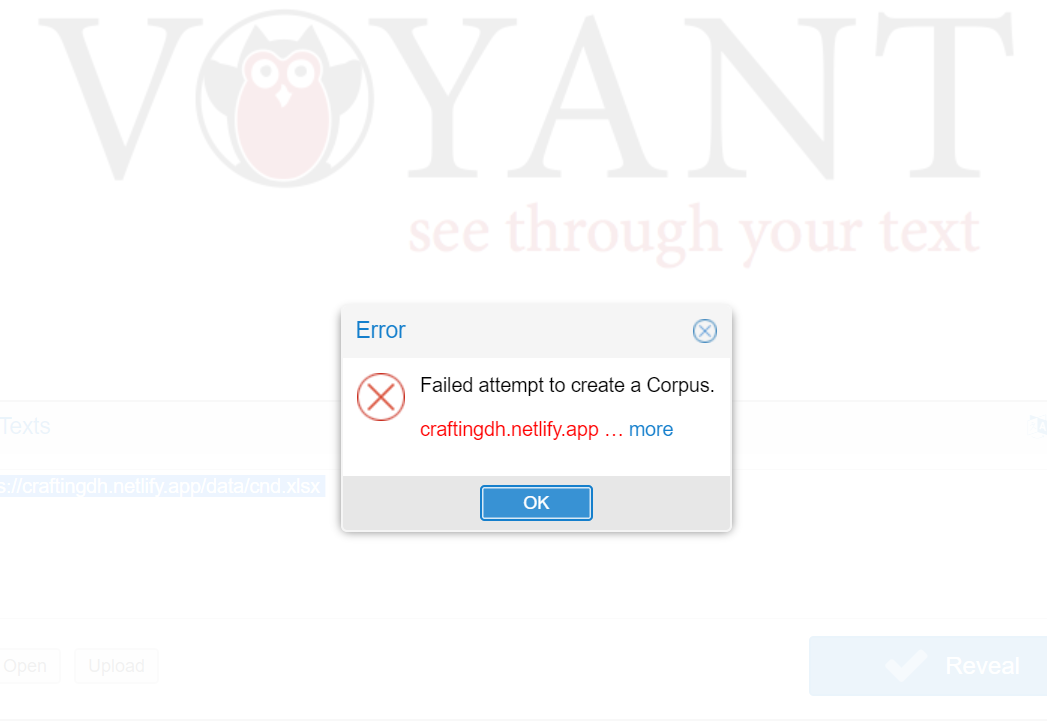 VOYANT
see through your text
Error
Failed attempt to create a Corpus.
craftingdh.netlify.app … more
Texts
s://craftingdh.netlify.app/data/cnd.xlsx
OK
Open
Upload
Reveal